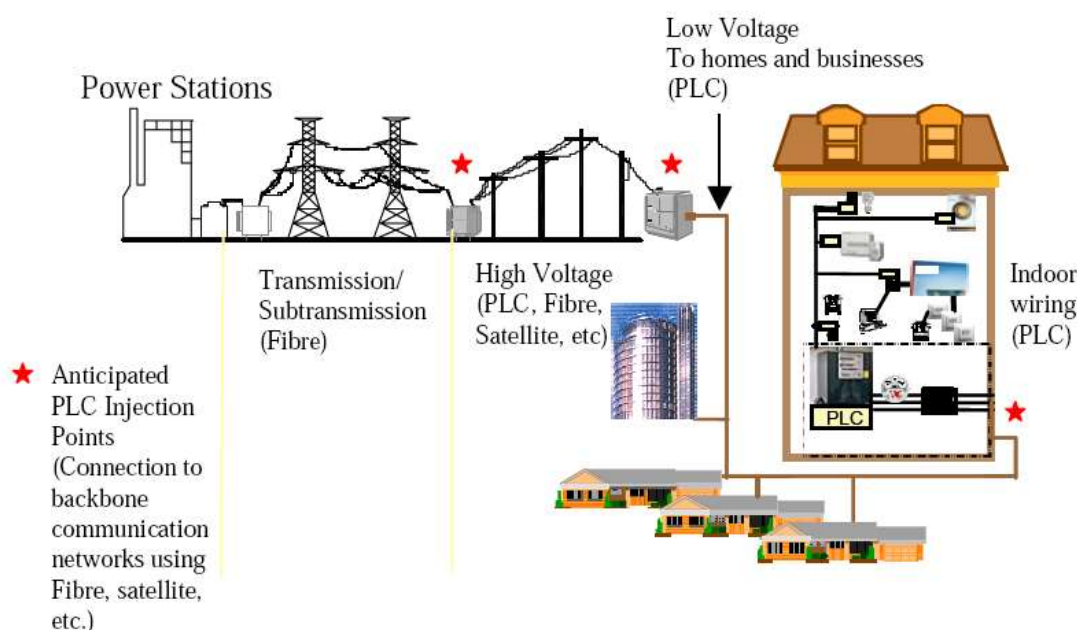 Low Voltage
To homes and businesses
(PLC)
Power Stations
Transmission/
Subtransmission
(Fibre)
High Voltage
(PLC, Fibre,
Satellite, etc)
Indoor
wiring
(PLC)
PLC
Anticipated
PLC Injection
Points
(Connection to
backbone
communication
networks using
Fibre, satellite,
etc.)